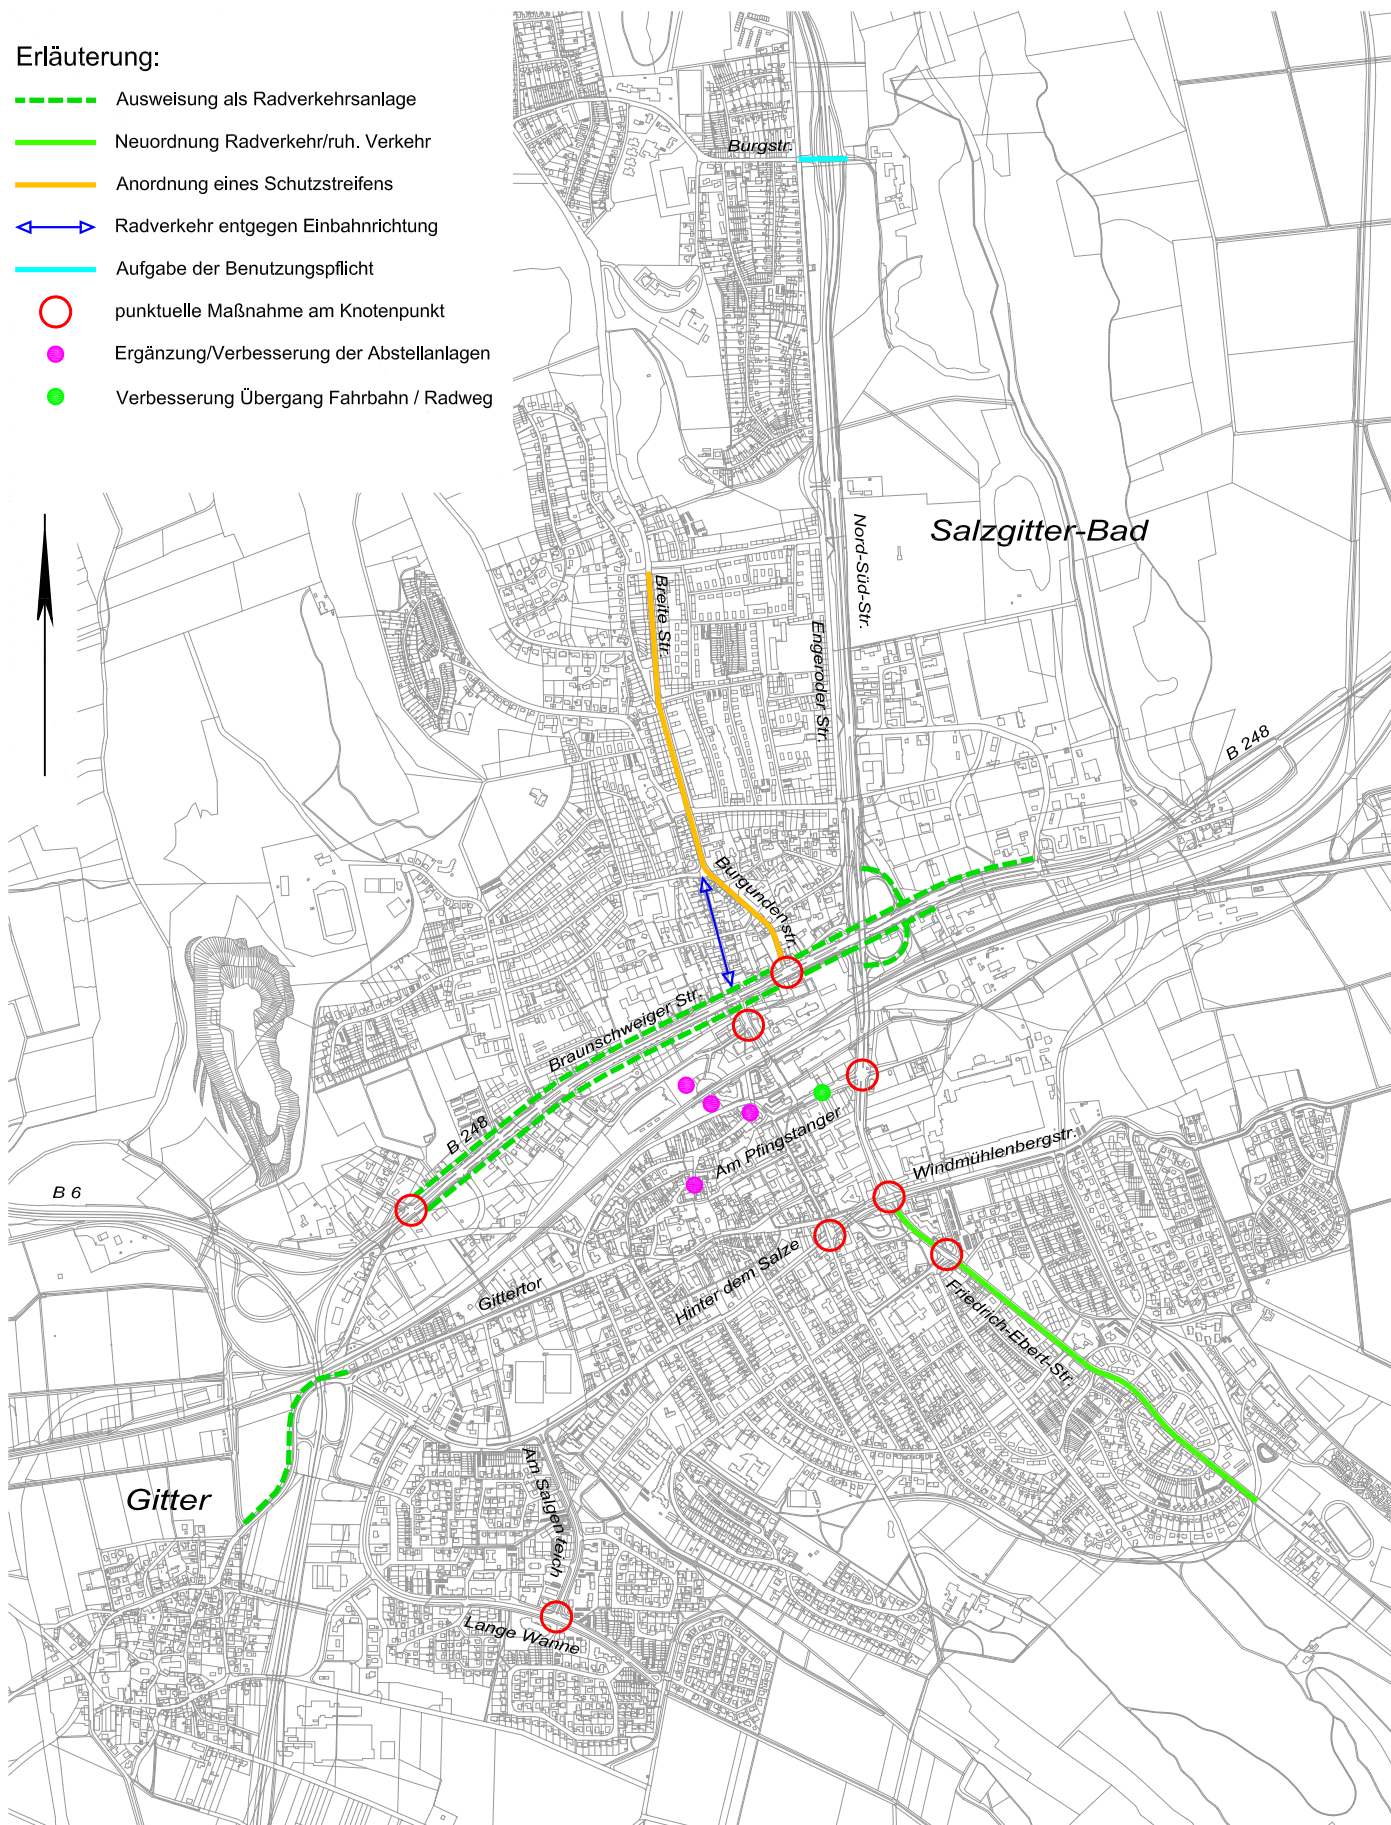 Erläuterung:
Ausweisung als Radverkehrsanlage
Neuordnung Radverkehr/ruh. Verkehr
Anordnung eines Schutzstreifens
Radverkehr entgegen Einbahnrichtung
Aufgabe der Benutzungspflicht
punktuelle Maßnahme am Knotenpunkt
Ergänzung/Verbesserung der Abstellanlagen
Verbesserung Übergang Fahrbahn / Radweg
Burgstr.
Salzgitter-Bad
Nord-Süd-Str.
Breite Str.
Engeroder Str.
B 248
Burgundenstr.
Braunschweiger Str.
B 248
Am Pfingstanger
Windmühlenbergstr.
B 6
Hinter dem Salze
Gittertor
Friedrich-Ebert-Str.
Gitter
Am Salgenteich
Lange Wanne